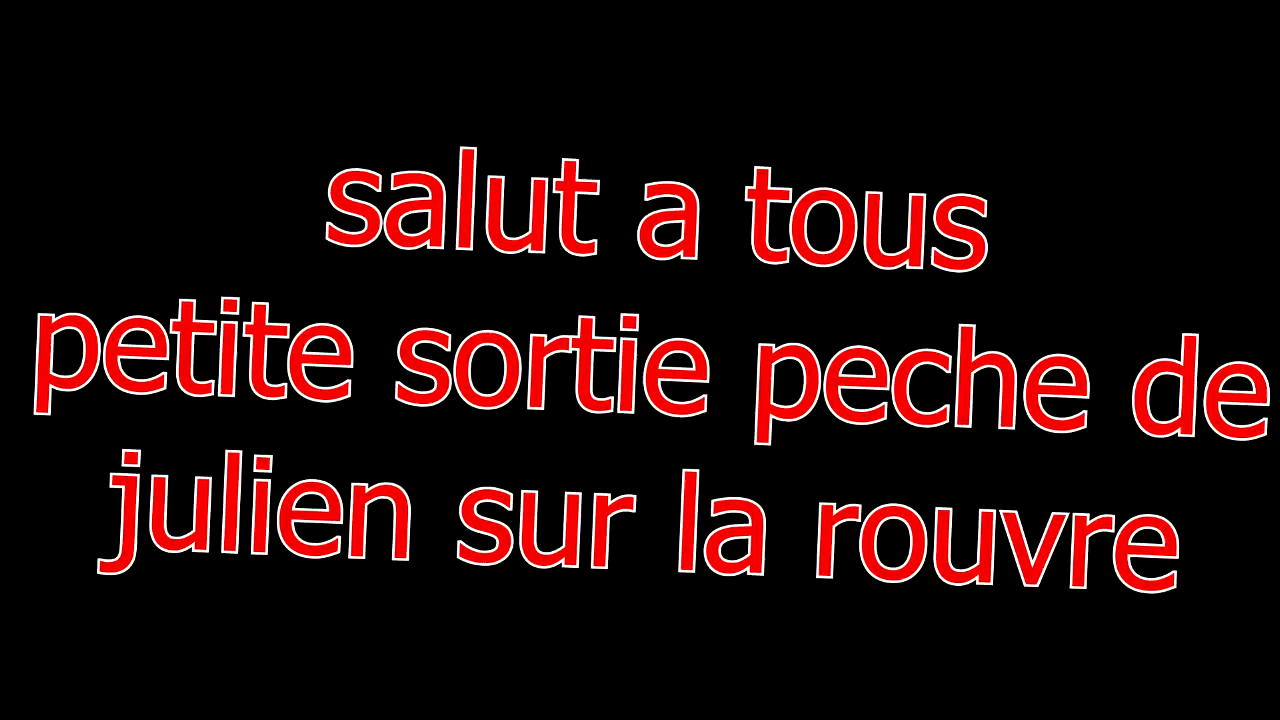 salut a tous
petite sortie peche de
julien sur la rouvre